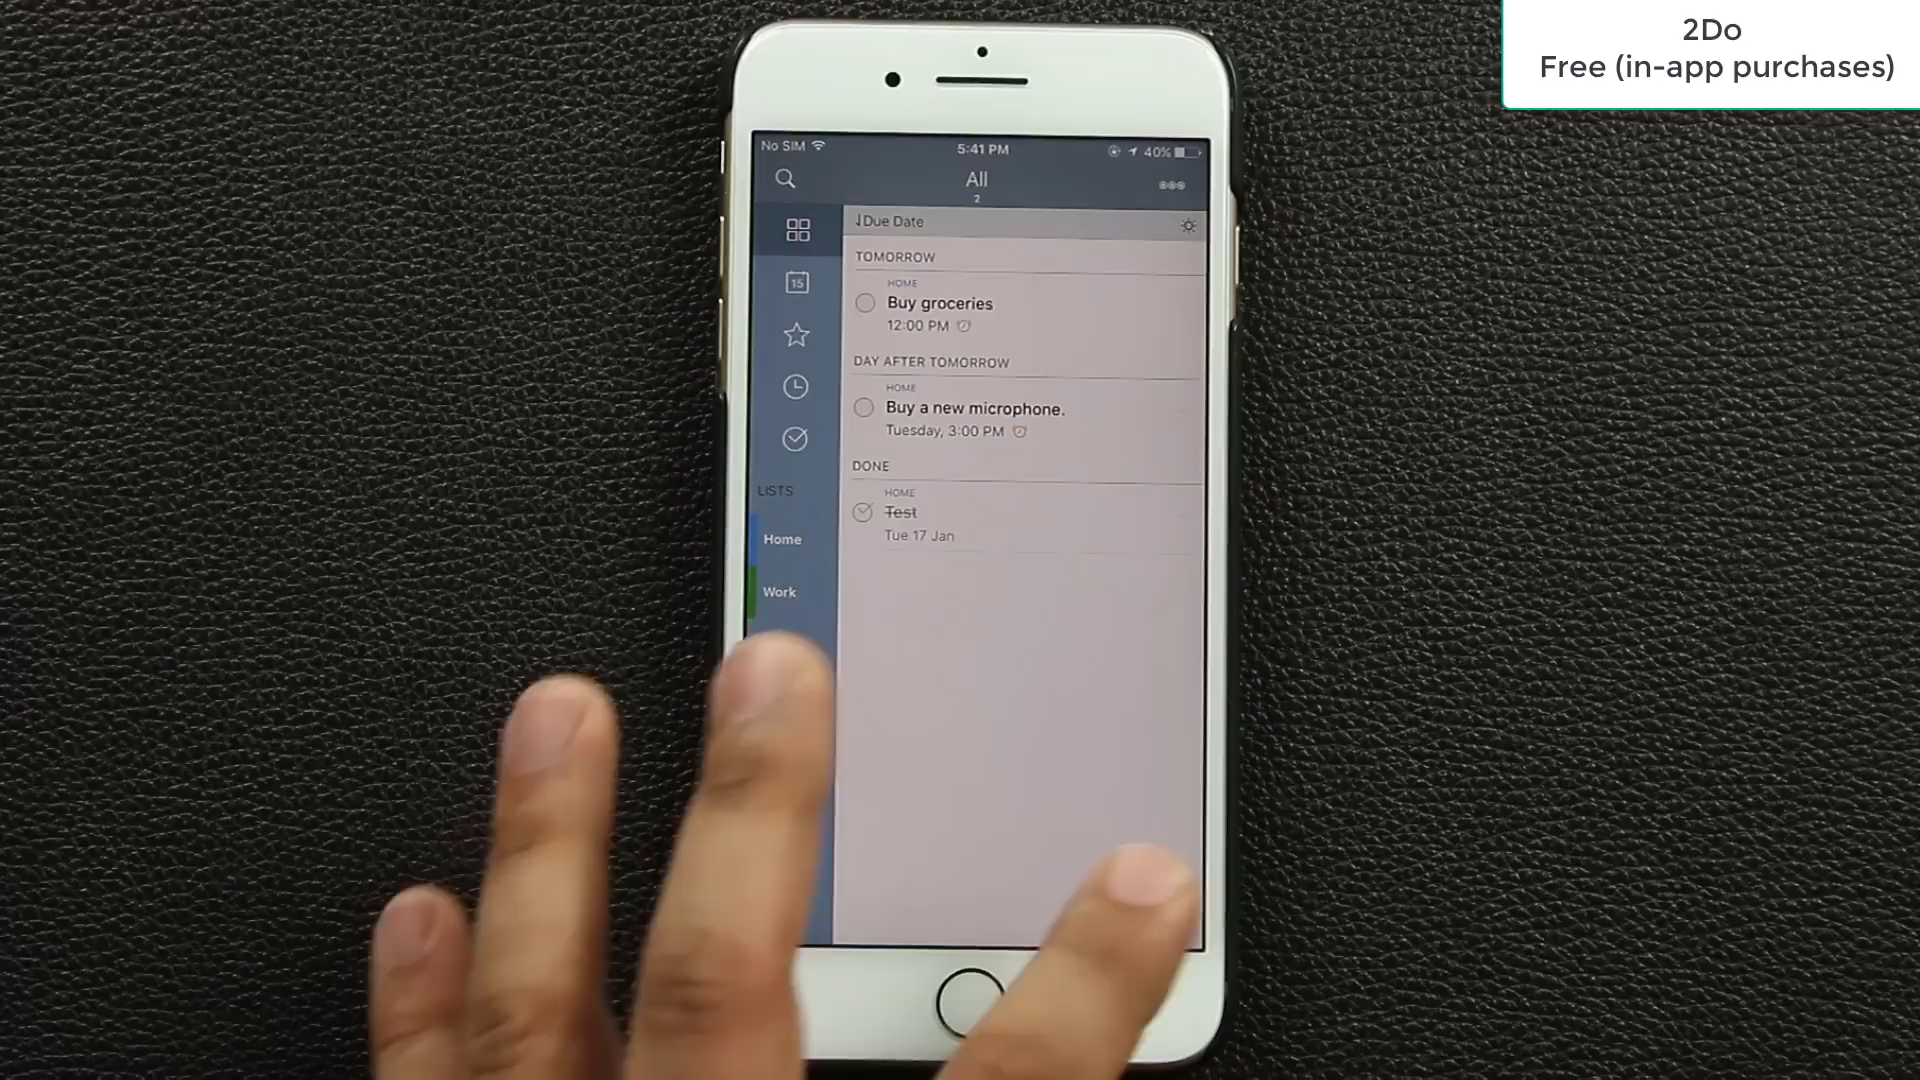 2Do
Free (in-app purchases)
No SIM
5:41 PM
40%
All
2
Due Date
TOMORROW
HOME
Buy groceries
12:00 PM
DAY AFTER TOMORROW
HOME
Buy a new microphone.
Tuesday, 3:00 PM
DONE
HOME
Test
Tue 17 Jan
15
LISTS
Home
Work